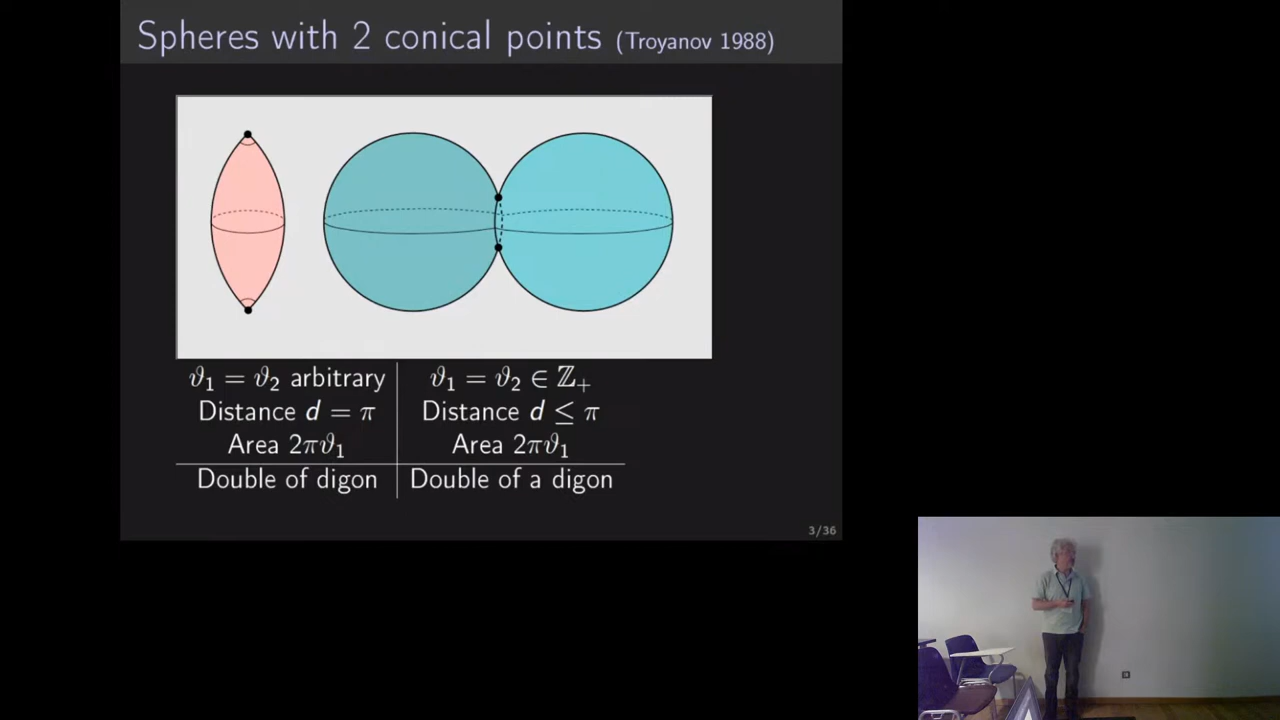 Spheres with 2 conical points (Troyanov 1988)
ϑ₁ = ϑ₂ arbitrary
Distance d = π
Area 2πϑ₁
Double of digon
ϑ₁ = ϑ₂ ∈ ℤ₊
Distance d ≤ π
Area 2πϑ₁
Double of a digon
3/36